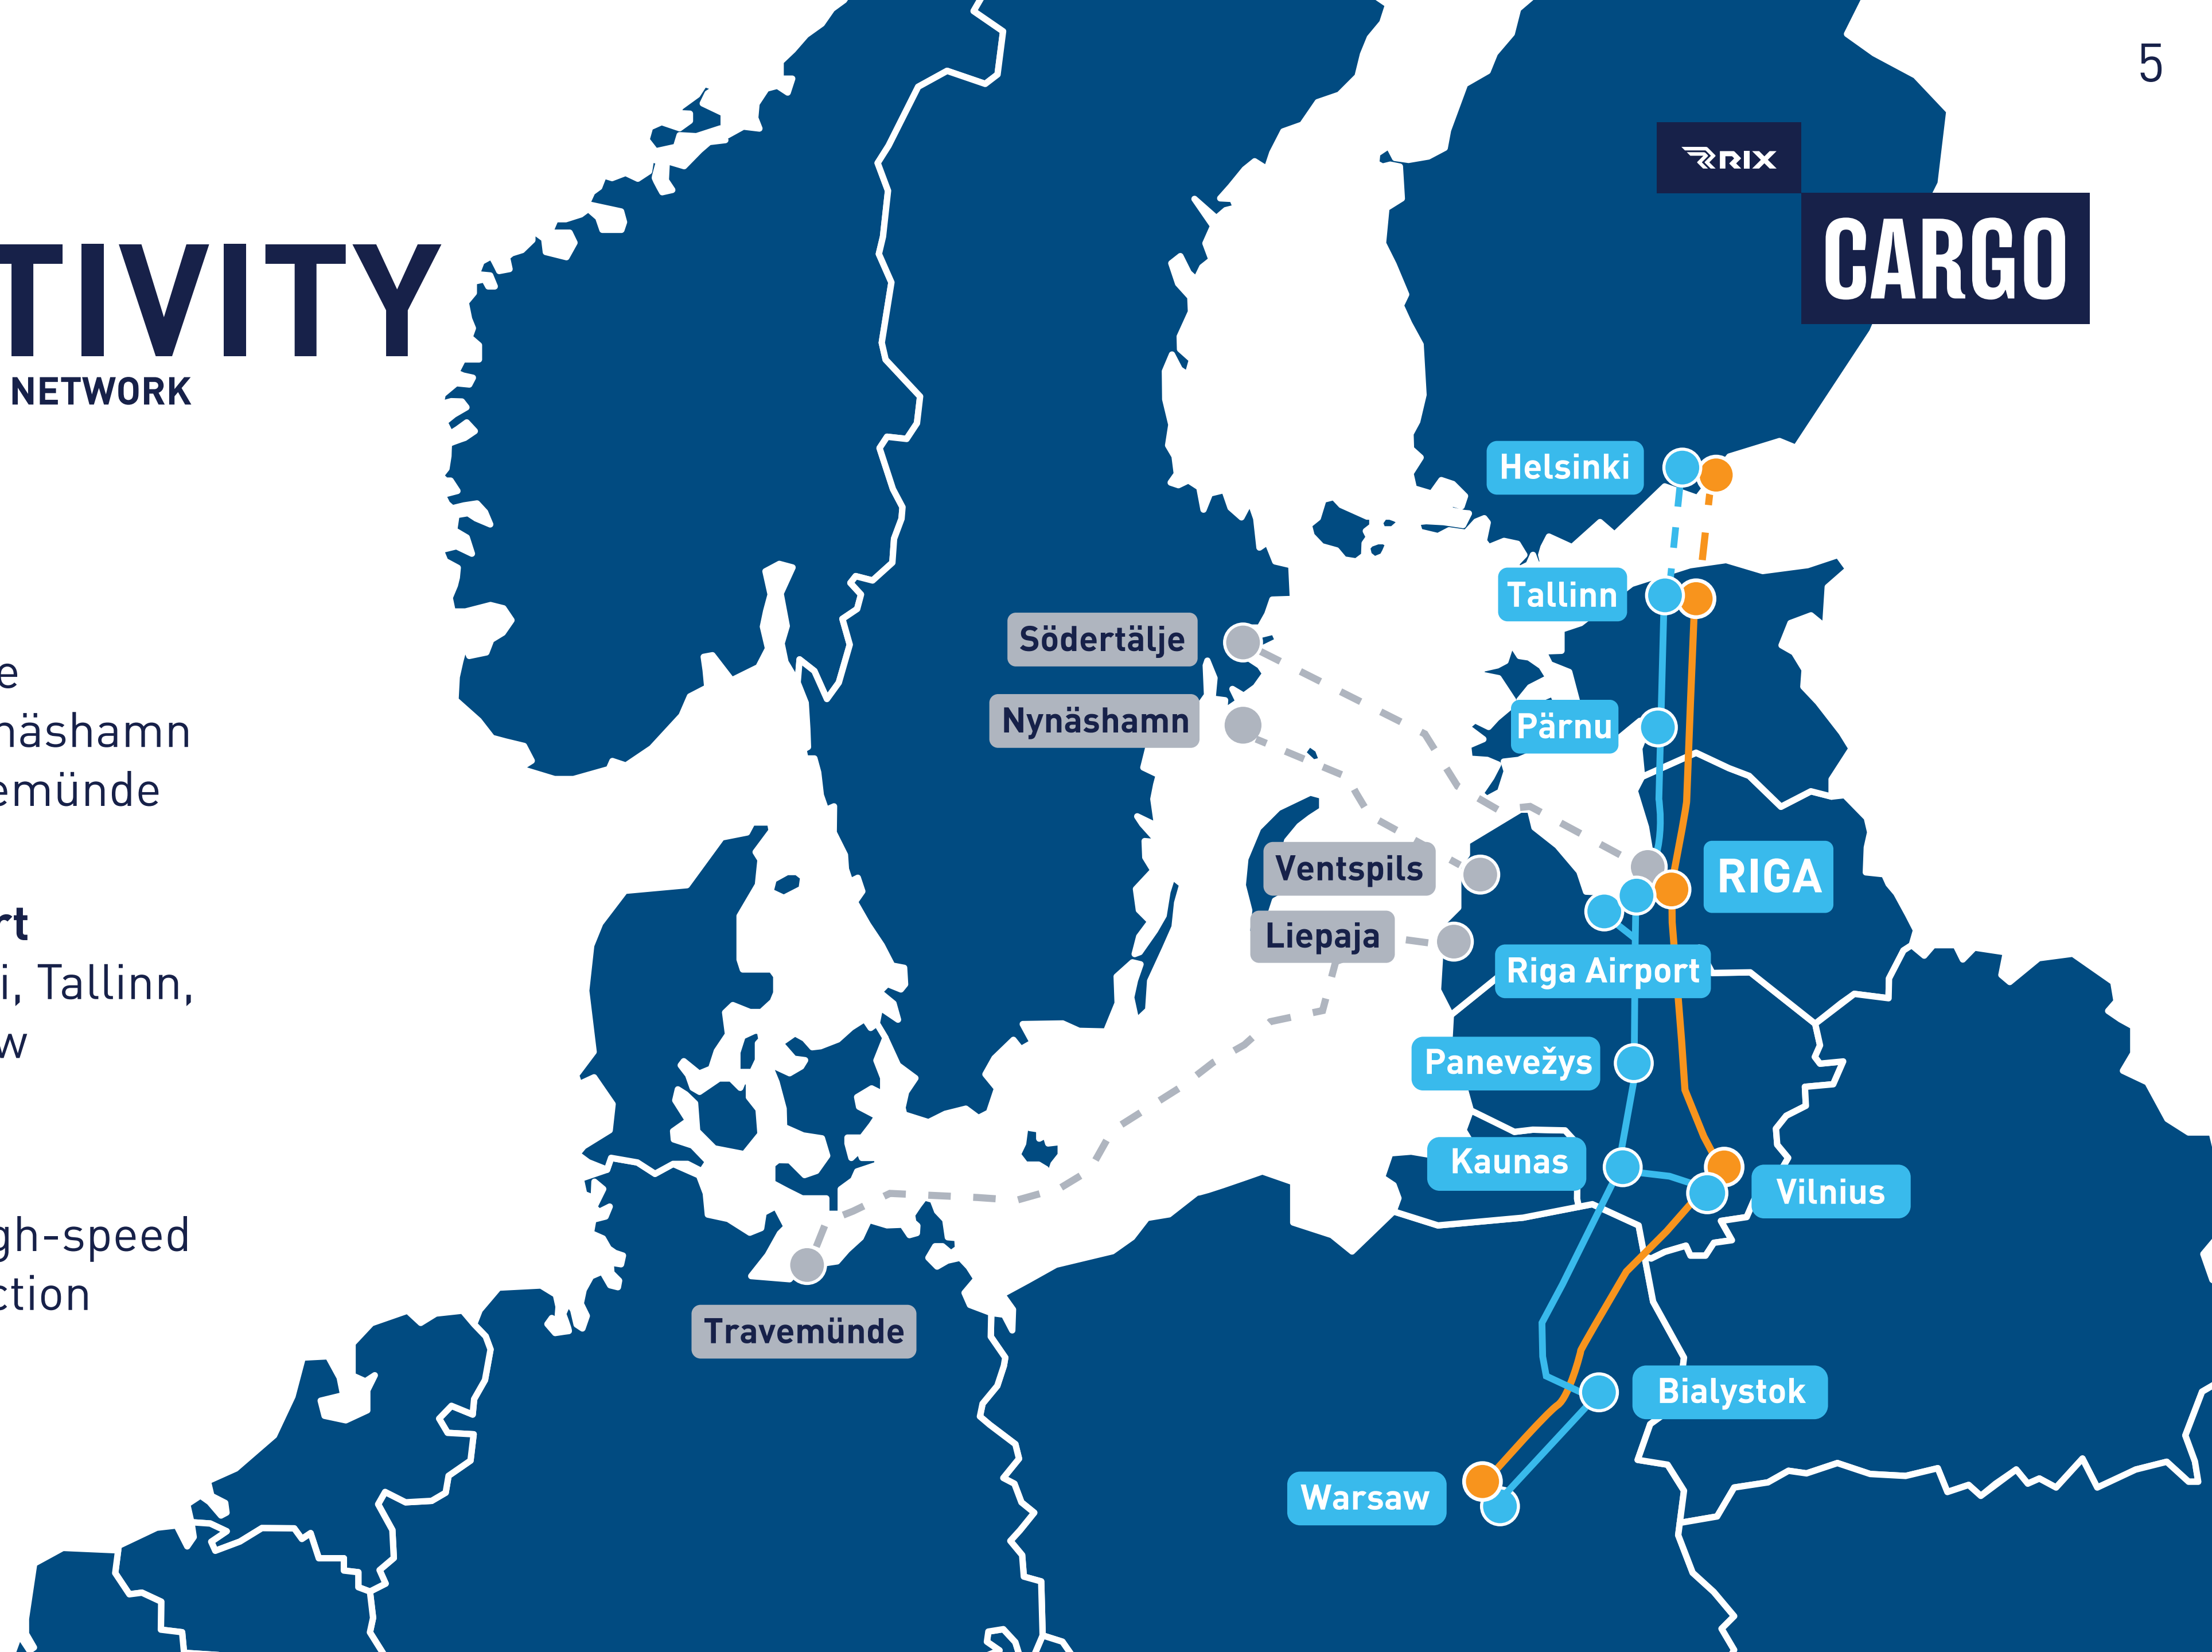 5
RIX
CARGO
TIVITY
NETWORK
Helsinki
Tallinn
Södertälje
Nynäshamn
Pärnu
e
näshamn
emünde
Ventspils
RIGA
Liepaja
rt
i, Tallinn,
w
Riga Airport
Panevežys
Kaunas
Vilnius
gh-speed
ction
Travemünde
Bialystok
Warsaw